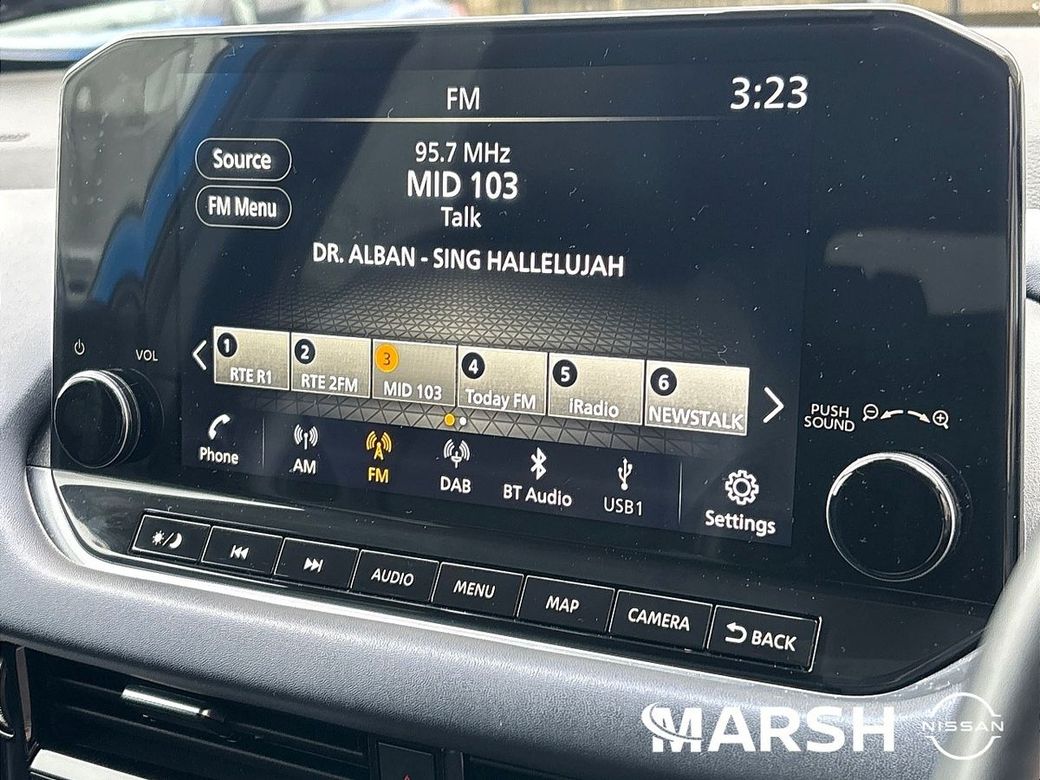 FM
3:23
Source
FM Menu
95.7 MHz
MID 103
Talk
DR. ALBAN - SING HALLELUJAH
1 RTE R1
2 RTE 2FM
3 MID 103
4 Today FM
5 iRadio
6 NEWSTALK
VOL
PUSH
SOUND
Phone
AM
FM
DAB
BT Audio
USB1
Settings
AUDIO
MENU
MAP
CAMERA
BACK
MARSH
NISSAN